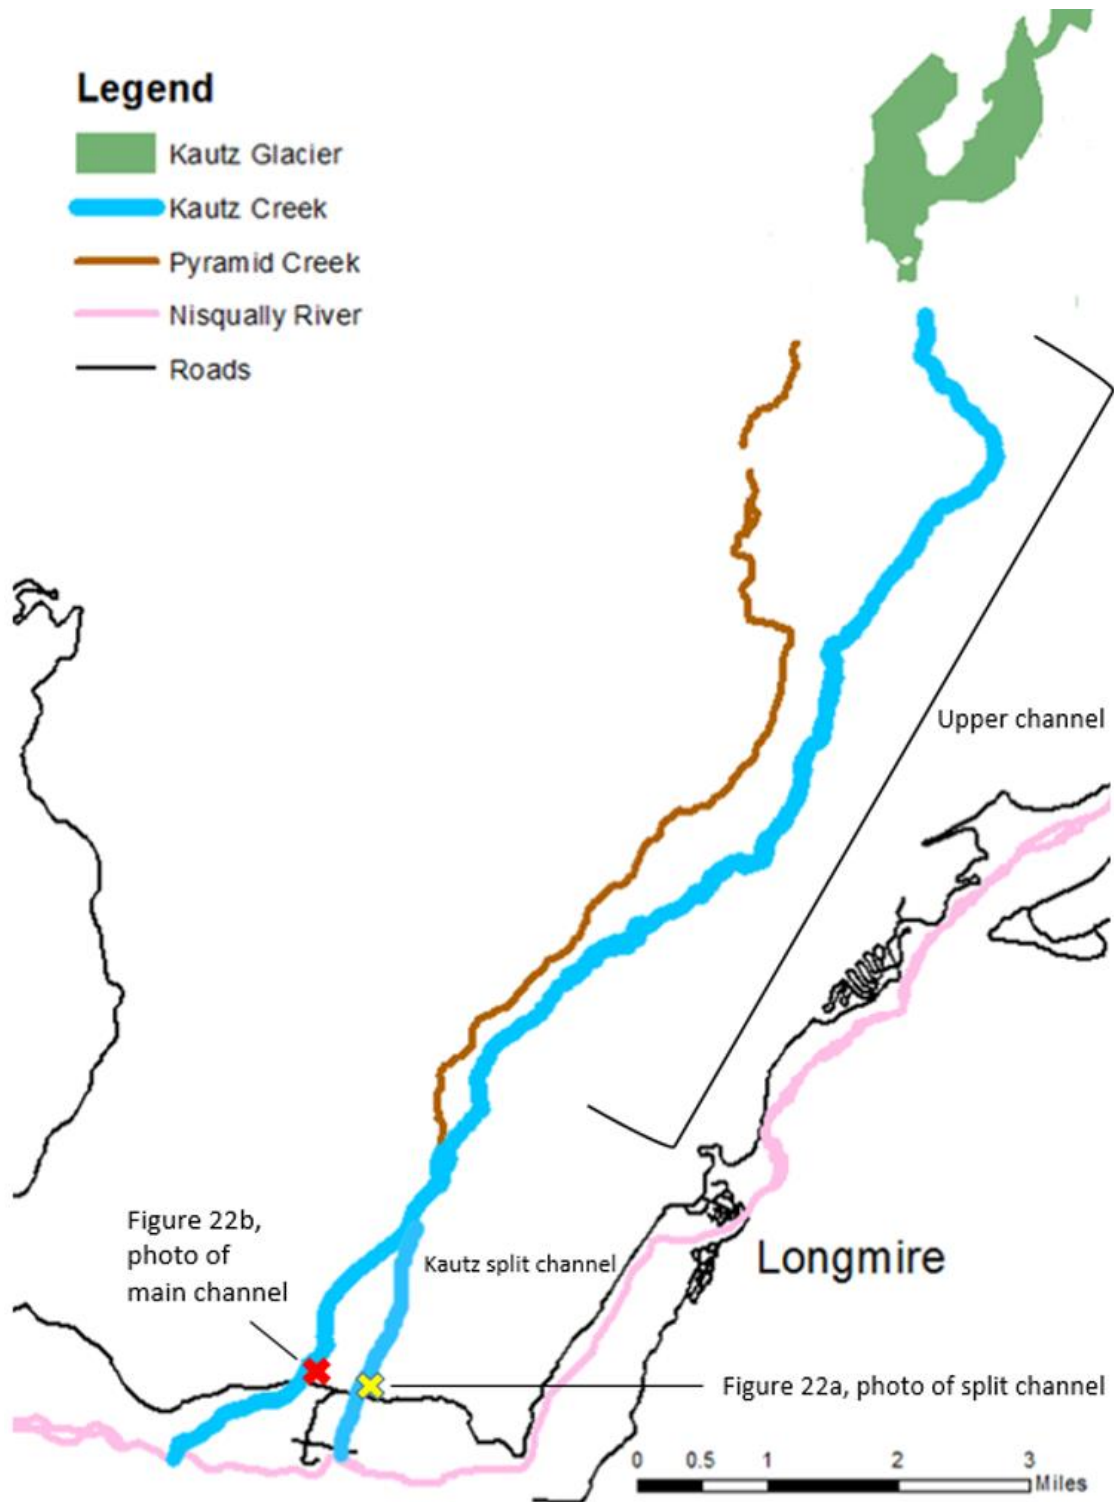 Legend
Kautz Glacier
Kautz Creek
Pyramid Creek
Nisqually River
Roads
Upper channel
Figure 22b,
photo of
main channel
Kautz split channel
Longmire
Figure 22a, photo of split channel
0 0.5 1 2 3
Miles